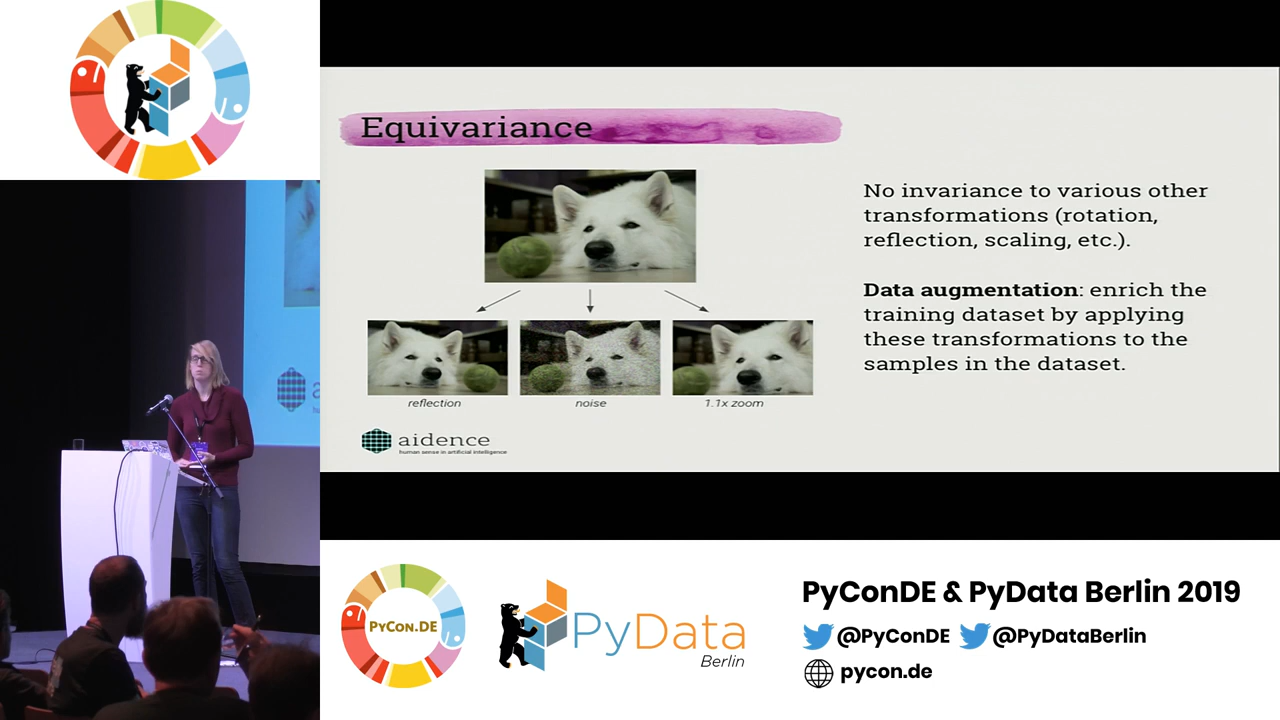 Equivariance
No invariance to various other
transformations (rotation,
reflection, scaling, etc.).
Data augmentation: enrich the
training dataset by applying
these transformations to the
samples in the dataset.
reflection
noise
1.1x zoom
aidence
human sense in artificial intelligence
PyCon.DE
PyData
Berlin
PyConDE & PyData Berlin 2019
@PyConDE @PyDataBerlin
pycon.de